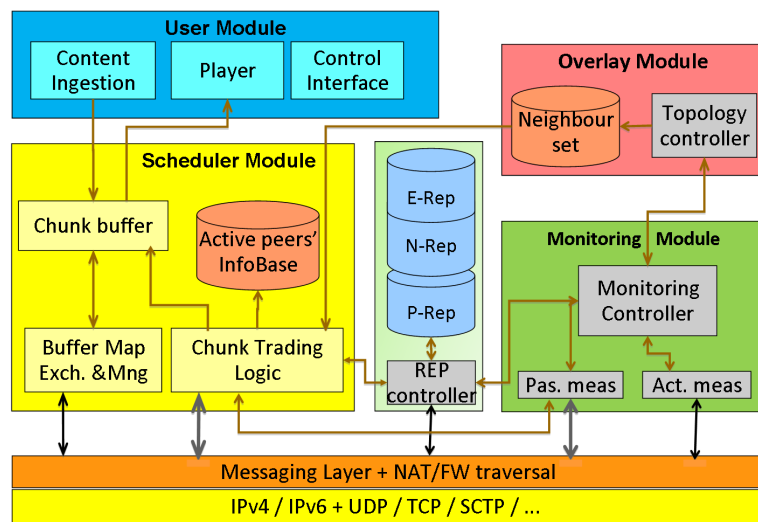 User Module
Content
Ingestion
Player
Control
Interface
Overlay Module
Neighbour
set
Topology
controller
Scheduler Module
Chunk buffer
Active peers'
InfoBase
Buffer Map
Exch. &Mng
Chunk Trading
Logic
E-Rep
N-Rep
P-Rep
REP
controller
Monitoring Module
Monitoring
Controller
Pas. meas
Act. meas
Messaging Layer + NAT/FW traversal
IPv4 / IPv6 + UDP / TCP / SCTP / ...